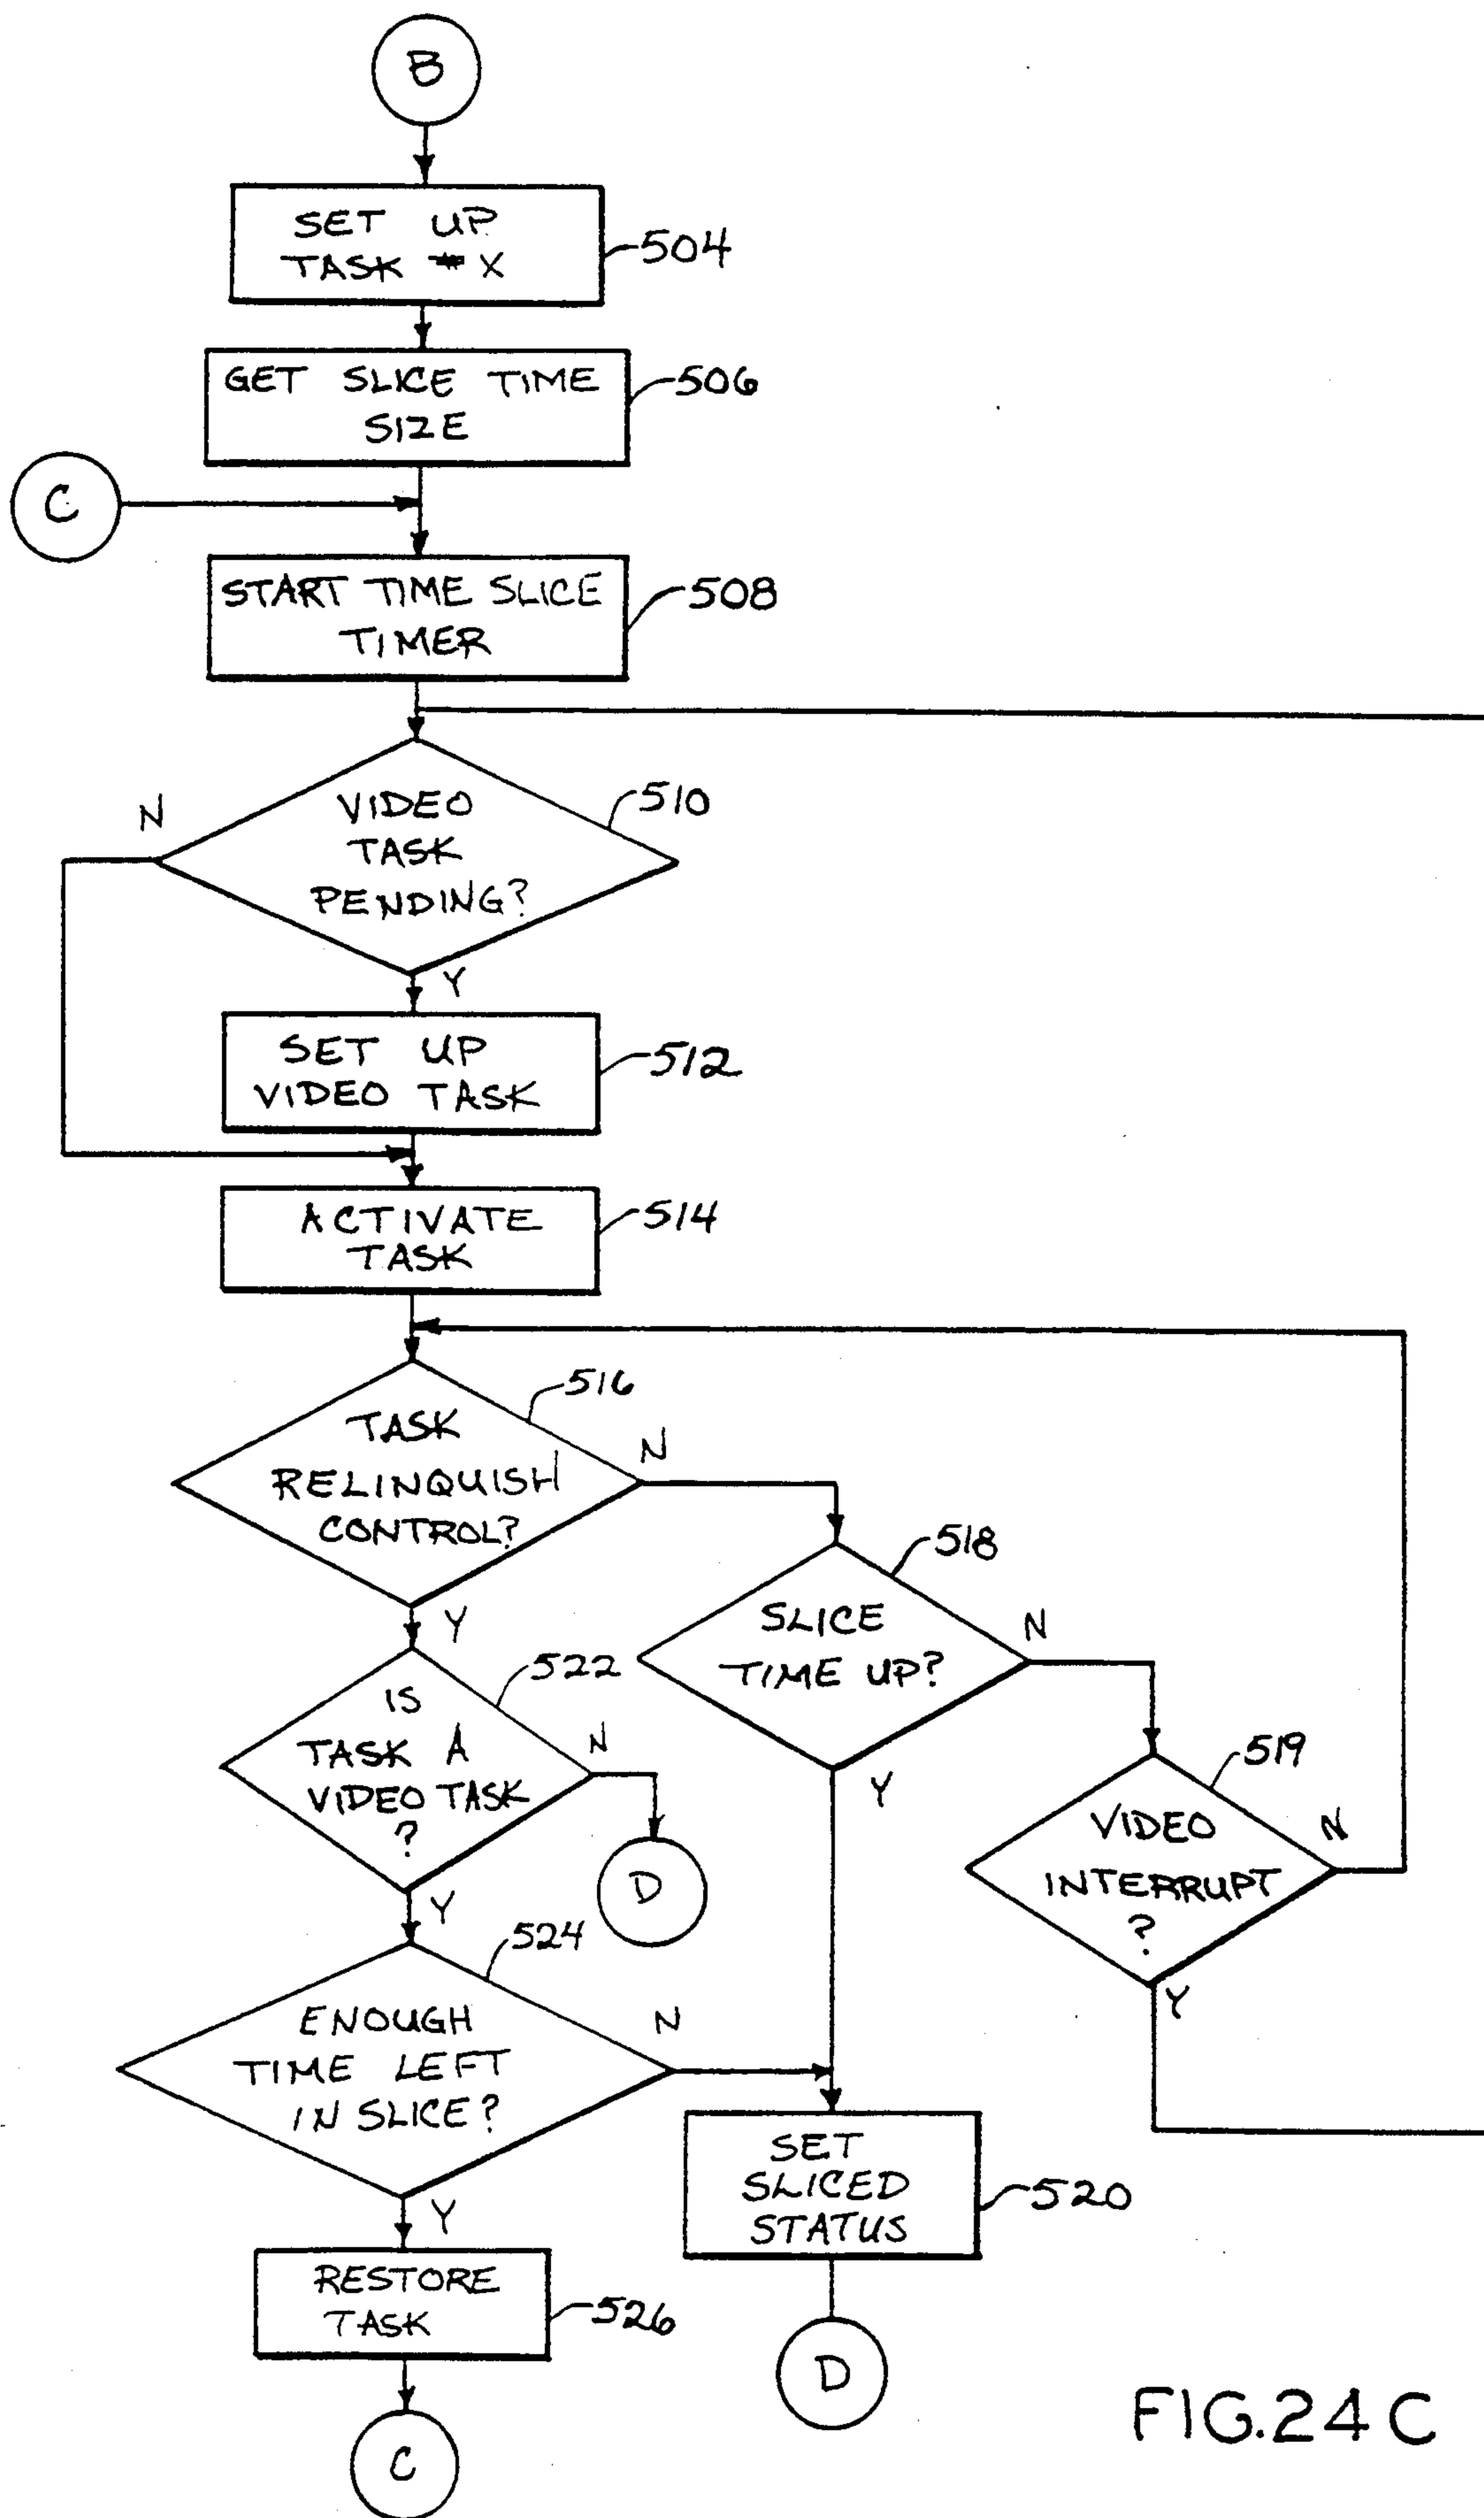 B
SET UP
TASK # X
504
GET SLICE TIME
SIZE
506
C
START TIME SLICE
TIMER
508
N
VIDEO
TASK
PENDING?
510
Y
SET UP
VIDEO TASK
512
ACTIVATE
TASK
514
TASK
RELINQUISH
CONTROL?
516
N
Y
SLICE
TIME UP?
518
N
Y
IS
TASK A
VIDEO TASK
?
522
N
Y
D
VIDEO
INTERRUPT
?
519
N
Y
ENOUGH
TIME LEFT
IN SLICE?
524
N
Y
SET
SLICED
STATUS
520
RESTORE
TASK
526
D
C
FIG. 24 C